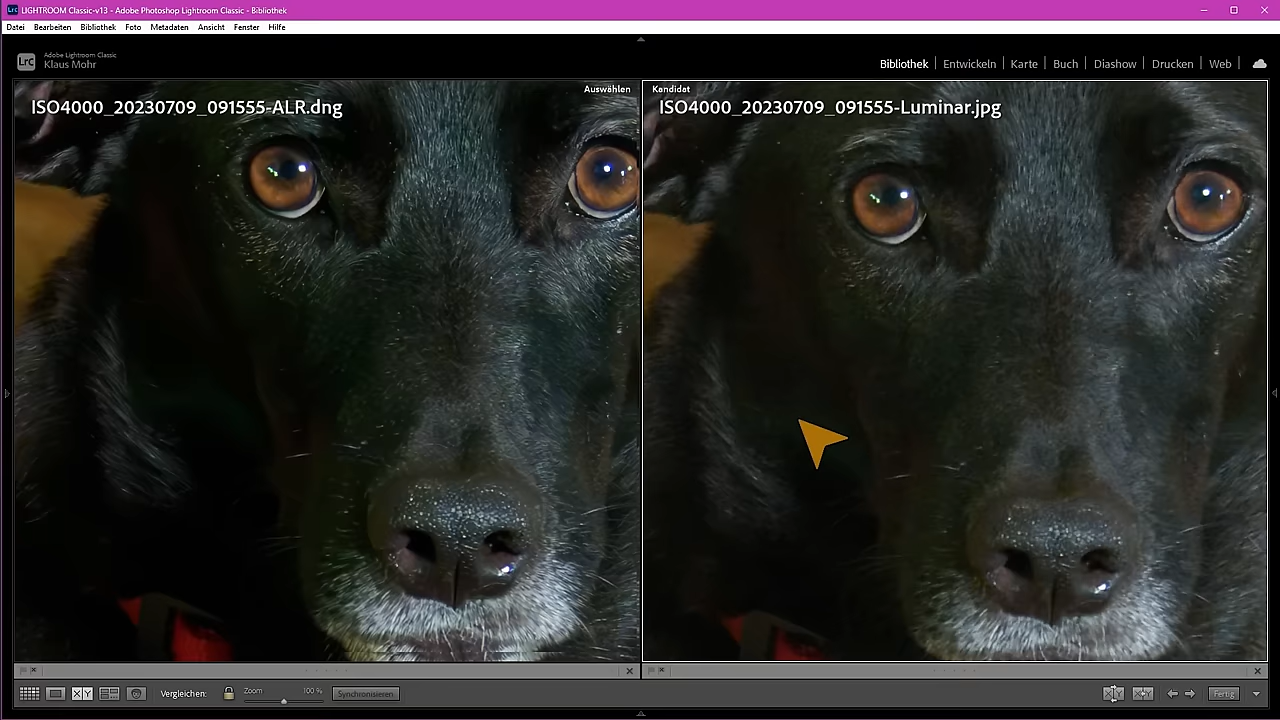 LrC LIGHTROOM Classic-v13 - Adobe Photoshop Lightroom Classic - Bibliothek
Datei Bearbeiten Bibliothek Foto Metadaten Ansicht Fenster Hilfe
LrC
Adobe Lightroom Classic
Klaus Mohr
Bibliothek | Entwickeln | Karte | Buch | Diashow | Drucken | Web
Auswählen
ISO4000_20230709_091555-ALR.dng
Kandidat
ISO4000_20230709_091555-Luminar.jpg
X Y
Vergleichen:
Zoom
100 %
Synchronisieren
Fertig